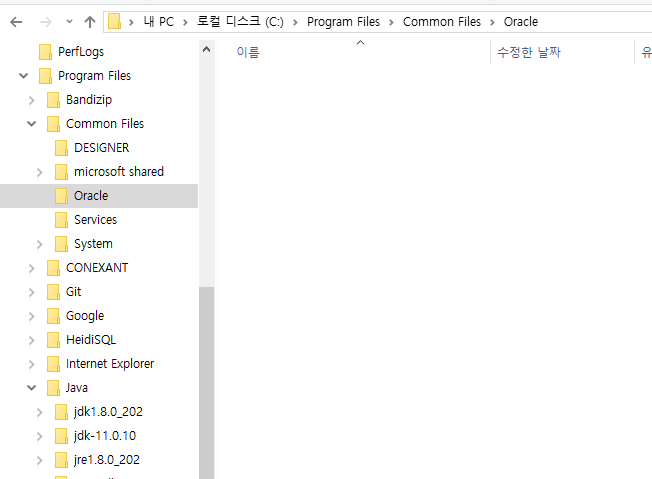 내 PC > 로컬 디스크 (C:) > Program Files > Common Files > Oracle
이름 수정한 날짜 유
PerfLogs
Program Files
Bandizip
Common Files
DESIGNER
microsoft shared
Oracle
Services
System
CONEXANT
Git
Google
HeidiSQL
Internet Explorer
Java
jdk1.8.0_202
jdk-11.0.10
jre1.8.0_202